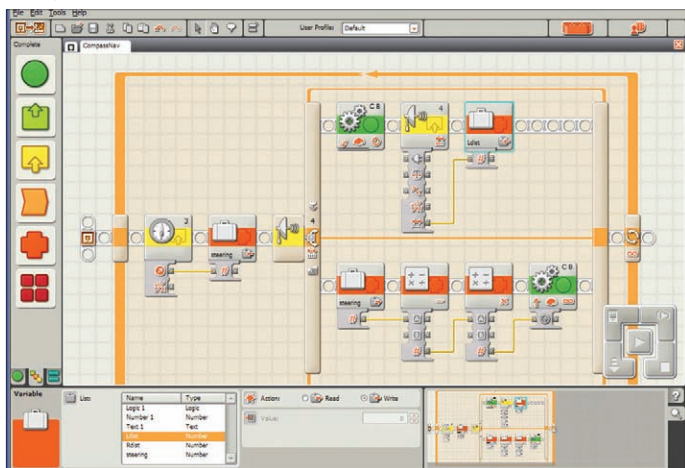 File Edit Tools Help
User Profile: Default
Complete
CompassNav
C B
4
Ldist
3
steering
4
steering
C B
Variable
List:
Name Type
Logic 1 Logic
Number 1 Number
Text 1 Text
Ldist Number
Rdist Number
steering Number
Action: Read Write
Value: 0
?